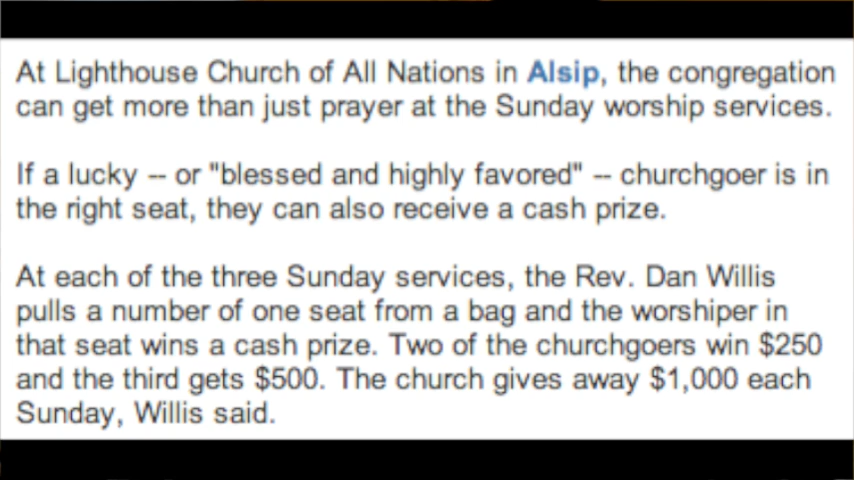 At Lighthouse Church of All Nations in Alsip, the congregation
can get more than just prayer at the Sunday worship services.
If a lucky -- or "blessed and highly favored" -- churchgoer is in
the right seat, they can also receive a cash prize.
At each of the three Sunday services, the Rev. Dan Willis
pulls a number of one seat from a bag and the worshiper in
that seat wins a cash prize. Two of the churchgoers win $250
and the third gets $500. The church gives away $1,000 each
Sunday, Willis said.